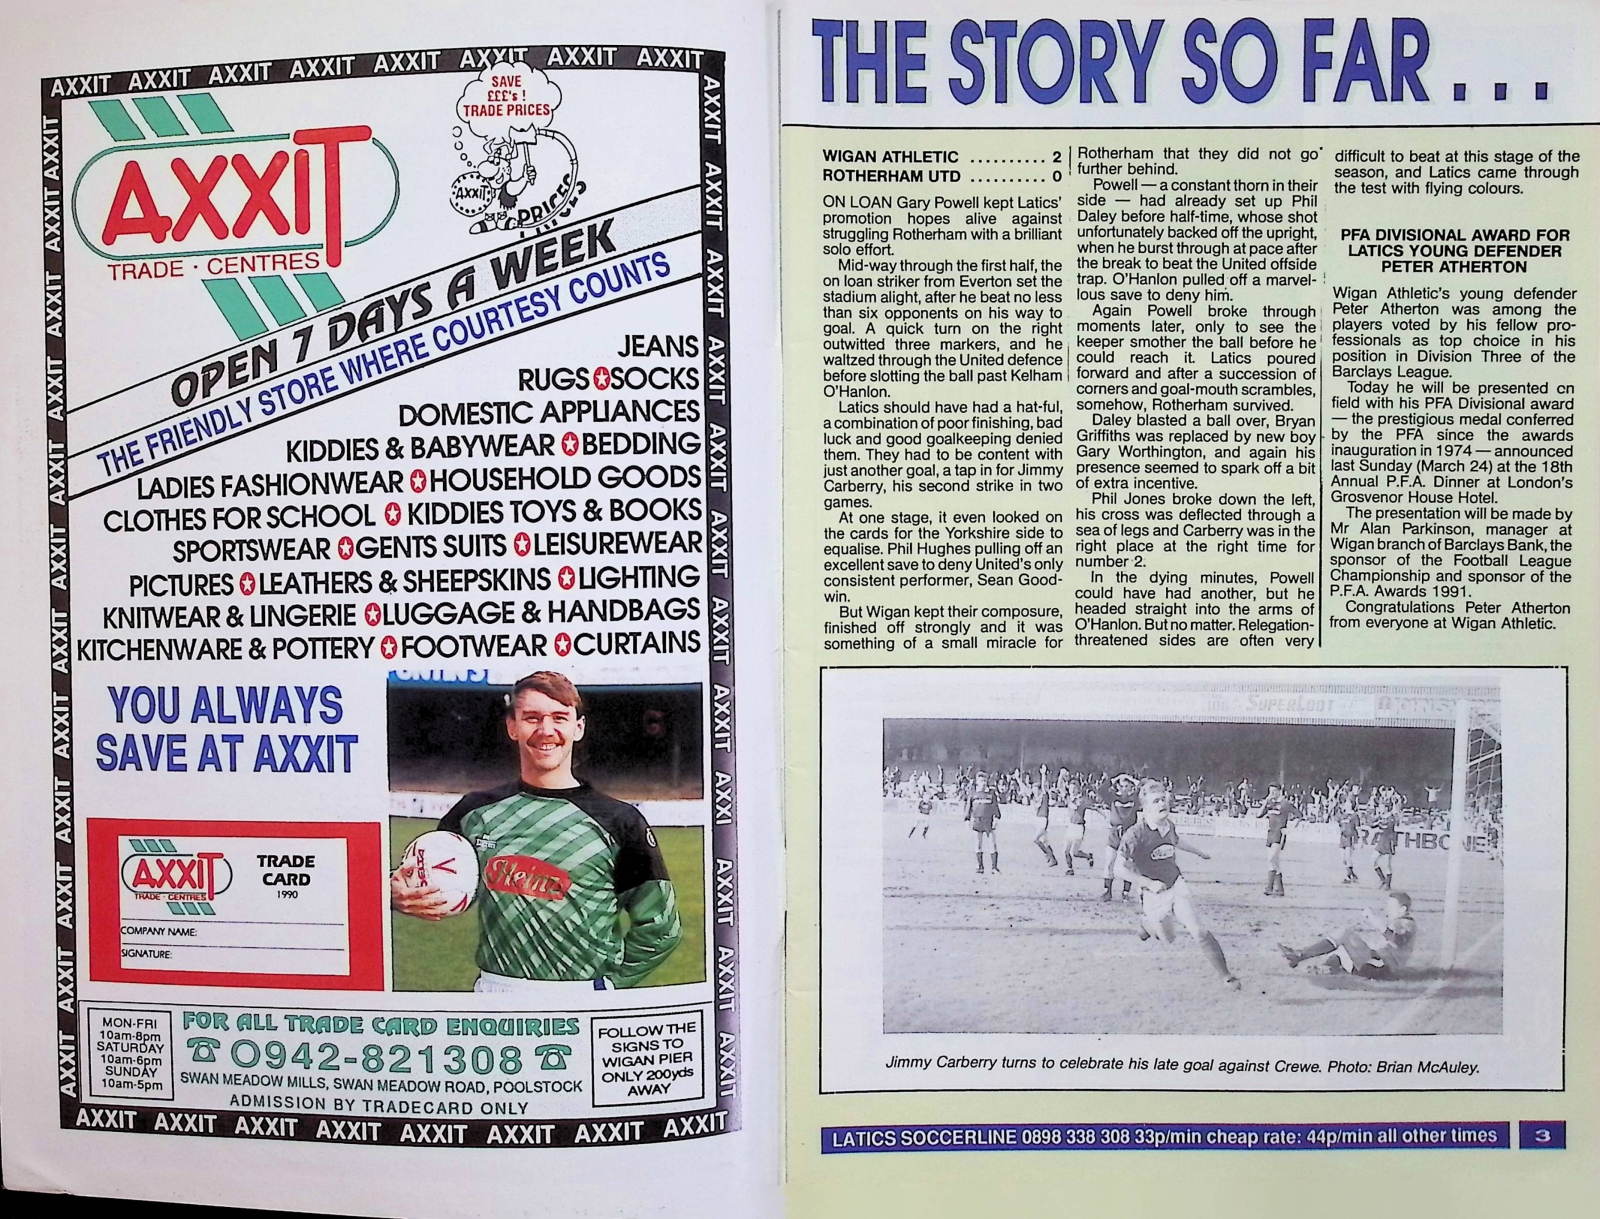 AXXIT AXXIT AXXIT AXXIT AXXIT AXXIT AXXIT AXXIT
SAVE
£££'s !
TRADE PRICES
AXXIT
PRICES
AXXIT
TRADE · CENTRES
OPEN 7 DAYS A WEEK
THE FRIENDLY STORE WHERE COURTESY COUNTS
JEANS
RUGS SOCKS
DOMESTIC APPLIANCES
KIDDIES & BABYWEAR BEDDING
LADIES FASHIONWEAR HOUSEHOLD GOODS
CLOTHES FOR SCHOOL KIDDIES TOYS & BOOKS
SPORTSWEAR GENTS SUITS LEISUREWEAR
PICTURES LEATHERS & SHEEPSKINS LIGHTING
KNITWEAR & LINGERIE LUGGAGE & HANDBAGS
KITCHENWARE & POTTERY FOOTWEAR CURTAINS
YOU ALWAYS
SAVE AT AXXIT
Heinz
AXXIT
TRADE · CENTRES
TRADE
CARD
1990
COMPANY NAME:
SIGNATURE:
MON-FRI
10am-8pm
SATURDAY
10am-6pm
SUNDAY
10am-5pm
FOR ALL TRADE CARD ENQUIRIES
0942-821308
SWAN MEADOW MILLS, SWAN MEADOW ROAD, POOLSTOCK
ADMISSION BY TRADECARD ONLY
FOLLOW THE
SIGNS TO
WIGAN PIER
ONLY 200yds
AWAY
AXXIT AXXIT AXXIT AXXIT AXXIT AXXIT AXXIT AXXIT
THE STORY SO FAR . . .
WIGAN ATHLETIC .......... 2
ROTHERHAM UTD .......... 0
ON LOAN Gary Powell kept Latics'
promotion hopes alive against
struggling Rotherham with a brilliant
solo effort.
Mid-way through the first half, the
on loan striker from Everton set the
stadium alight, after he beat no less
than six opponents on his way to
goal. A quick turn on the right
outwitted three markers, and he
waltzed through the United defence
before slotting the ball past Kelham
O'Hanlon.
Latics should have had a hat-ful,
a combination of poor finishing, bad
luck and good goalkeeping denied
them. They had to be content with
just another goal, a tap in for Jimmy
Carberry, his second strike in two
games.
At one stage, it even looked on
the cards for the Yorkshire side to
equalise. Phil Hughes pulling off an
excellent save to deny United's only
consistent performer, Sean Good-
win.
But Wigan kept their composure,
finished off strongly and it was
something of a small miracle for
Rotherham that they did not go
further behind.
Powell — a constant thorn in their
side — had already set up Phil
Daley before half-time, whose shot
unfortunately backed off the upright,
when he burst through at pace after
the break to beat the United offside
trap. O'Hanlon pulled off a marvel-
lous save to deny him.
Again Powell broke through
moments later, only to see the
keeper smother the ball before he
could reach it. Latics poured
forward and after a succession of
corners and goal-mouth scrambles,
somehow, Rotherham survived.
Daley blasted a ball over, Bryan
Griffiths was replaced by new boy
Gary Worthington, and again his
presence seemed to spark off a bit
of extra incentive.
Phil Jones broke down the left,
his cross was deflected through a
sea of legs and Carberry was in the
right place at the right time for
number 2.
In the dying minutes, Powell
could have had another, but he
headed straight into the arms of
O'Hanlon. But no matter. Relegation-
threatened sides are often very
difficult to beat at this stage of the
season, and Latics came through
the test with flying colours.
PFA DIVISIONAL AWARD FOR
LATICS YOUNG DEFENDER
PETER ATHERTON
Wigan Athletic's young defender
Peter Atherton was among the
players voted by his fellow pro-
fessionals as top choice in his
position in Division Three of the
Barclays League.
Today he will be presented on
field with his PFA Divisional award
— the prestigious medal conferred
by the PFA since the awards
inauguration in 1974 — announced
last Sunday (March 24) at the 18th
Annual P.F.A. Dinner at London's
Grosvenor House Hotel.
The presentation will be made by
Mr Alan Parkinson, manager at
Wigan branch of Barclays Bank, the
sponsor of the Football League
Championship and sponsor of the
P.F.A. Awards 1991.
Congratulations Peter Atherton
from everyone at Wigan Athletic.
SUPERLOOT
RATHBONE
Jimmy Carberry turns to celebrate his late goal against Crewe. Photo: Brian McAuley.
LATICS SOCCERLINE 0898 338 308 33p/min cheap rate: 44p/min all other times
3